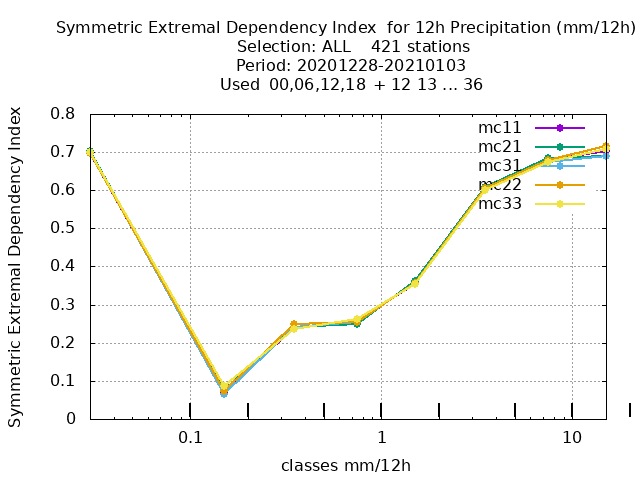 Symmetric Extremal Dependency Index  for 12h Precipitation (mm/12h)
Selection: ALL    421 stations
Period: 20201228-20210103
Used  00,06,12,18  + 12 13 ... 36
Symmetric Extremal Dependency Index
0.8
0.7
0.6
0.5
0.4
0.3
0.2
0.1
0
mc11
mc21
mc31
mc22
mc33
0.1
1
10
classes mm/12h